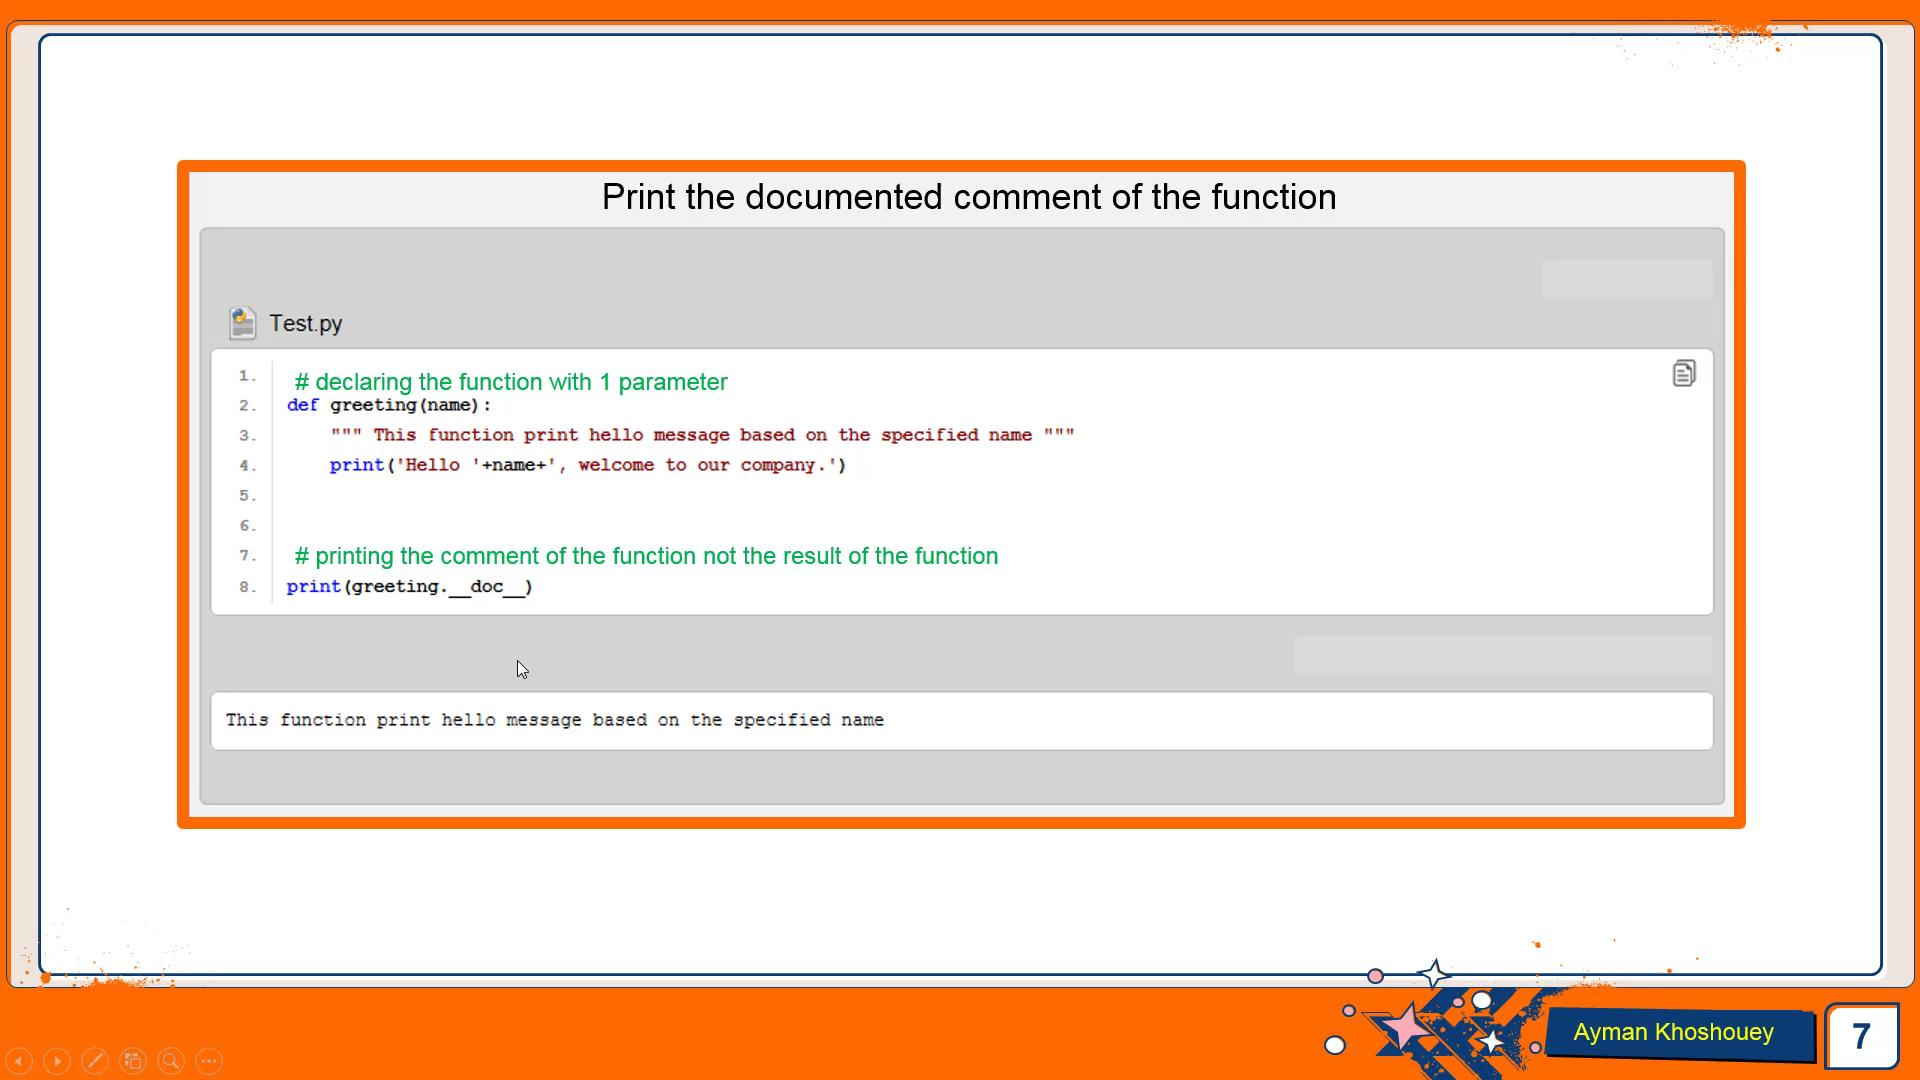 Print the documented comment of the function
Test.py
1. # declaring the function with 1 parameter
2. def greeting(name):
3. """ This function print hello message based on the specified name """
4. print('Hello '+name+', welcome to our company.')
5.
6.
7. # printing the comment of the function not the result of the function
8. print(greeting.__doc__)
This function print hello message based on the specified name
Ayman Khoshouey
7